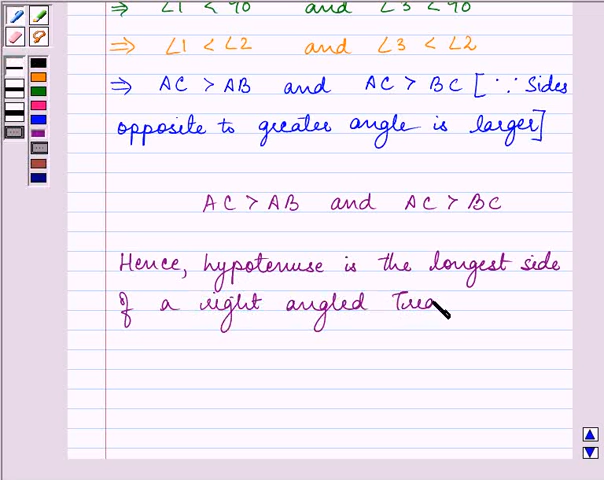 ⇒ ∠1 < 90 and ∠3 < 90
⇒ ∠1 < ∠2 and ∠3 < ∠2
⇒ AC > AB and AC > BC [∵ Sides
opposite to greater angle is larger]
AC > AB and AC > BC
Hence, hypotenuse is the longest side
of a right angled